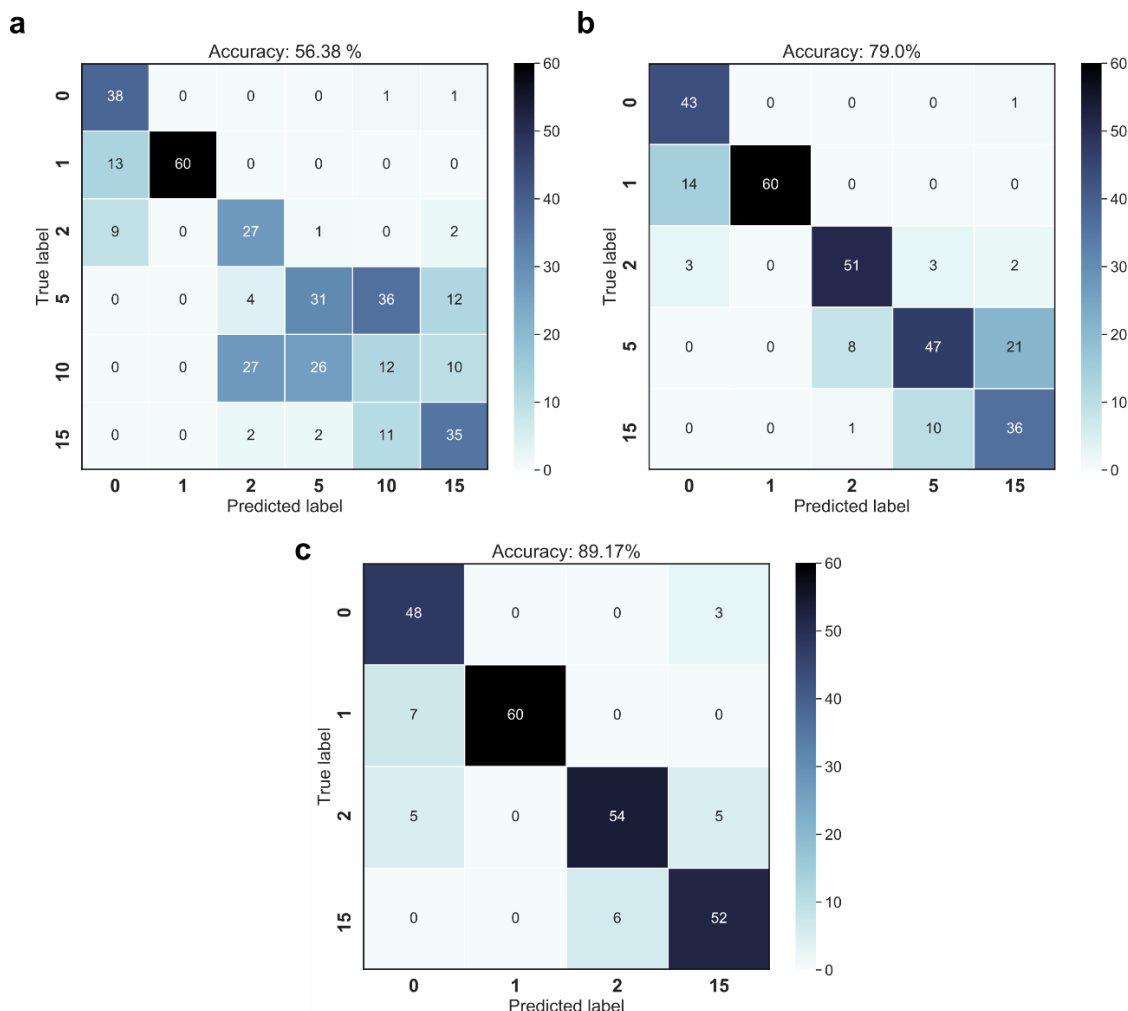 a
Accuracy: 56.38 %
0 38 0 0 0 1 1
1 13 60 0 0 0 0
2 9 0 27 1 0 2
5 0 0 4 31 36 12
10 0 0 27 26 12 10
15 0 0 2 2 11 35
0 1 2 5 10 15
True label
Predicted label
60
50
40
30
20
10
0
b
Accuracy: 79.0%
0 43 0 0 0 1
1 14 60 0 0 0
2 3 0 51 3 2
5 0 0 8 47 21
15 0 0 1 10 36
0 1 2 5 15
True label
Predicted label
60
50
40
30
20
10
0
c
Accuracy: 89.17%
0 48 0 0 3
1 7 60 0 0
2 5 0 54 5
15 0 0 6 52
0 1 2 15
True label
Predicted label
60
50
40
30
20
10
0